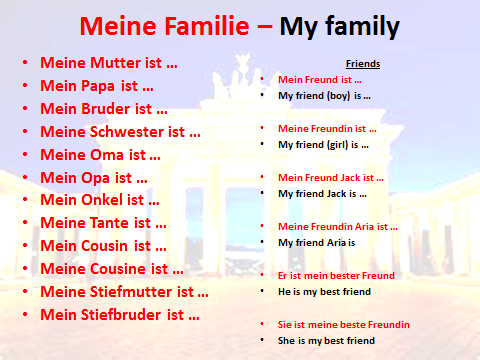 Meine Familie – My family
• Meine Mutter ist …
• Mein Papa ist …
• Mein Bruder ist …
• Meine Schwester ist …
• Meine Oma ist …
• Mein Opa ist …
• Mein Onkel ist …
• Meine Tante ist …
• Mein Cousin ist …
• Meine Cousine ist …
• Meine Stiefmutter ist …
• Mein Stiefbruder ist …
Friends
• Mein Freund ist …
• My friend (boy) is …
• Meine Freundin ist …
• My friend (girl) is …
• Mein Freund Jack ist …
• My friend Jack is …
• Meine Freundin Aria ist …
• My friend Aria is
• Er ist mein bester Freund
• He is my best friend
• Sie ist meine beste Freundin
• She is my best friend